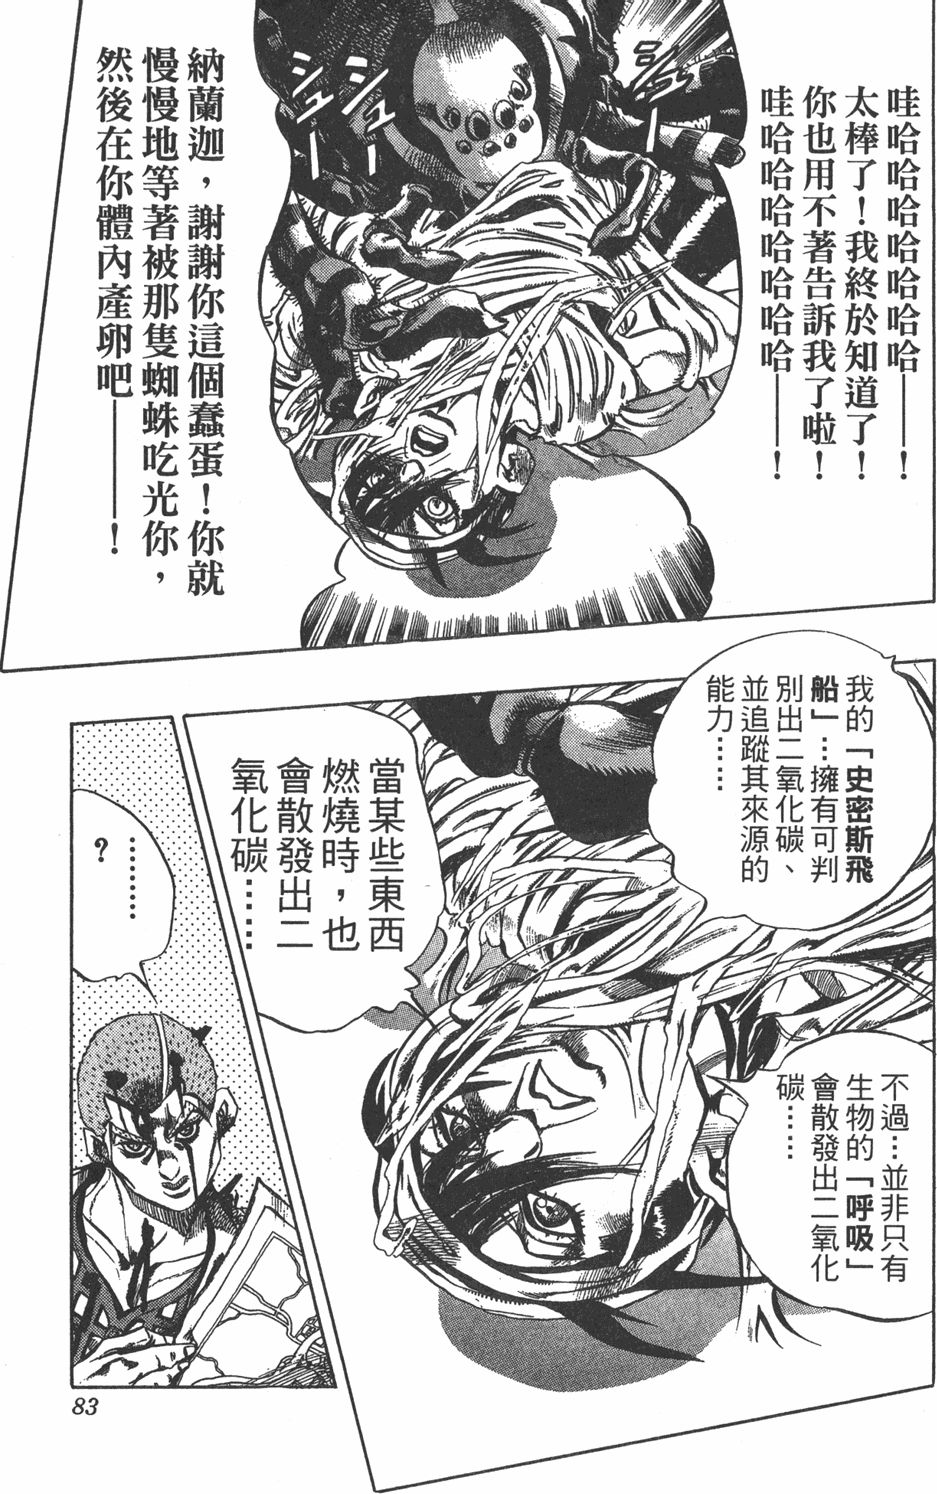 哇哈哈哈哈哈哈哈——！
太棒了！我終於知道了！
你也用不著告訴我了啦！
哇哈哈哈哈哈哈哈——！
ギュ
ジュー
ジュー
納蘭迦，謝謝你這個蠢蛋！你就
慢慢地等著被那隻蜘蛛吃光你，
然後在你體內產卵吧——！
我的「史密斯飛
船」…擁有可判
別出二氧化碳、
並追蹤其來源的
能力……
不過…並非只有
生物的「呼吸」
會散發出二氧化
碳……
當某些東西
燃燒時，也
會散發出二
氧化碳……
………
？
83